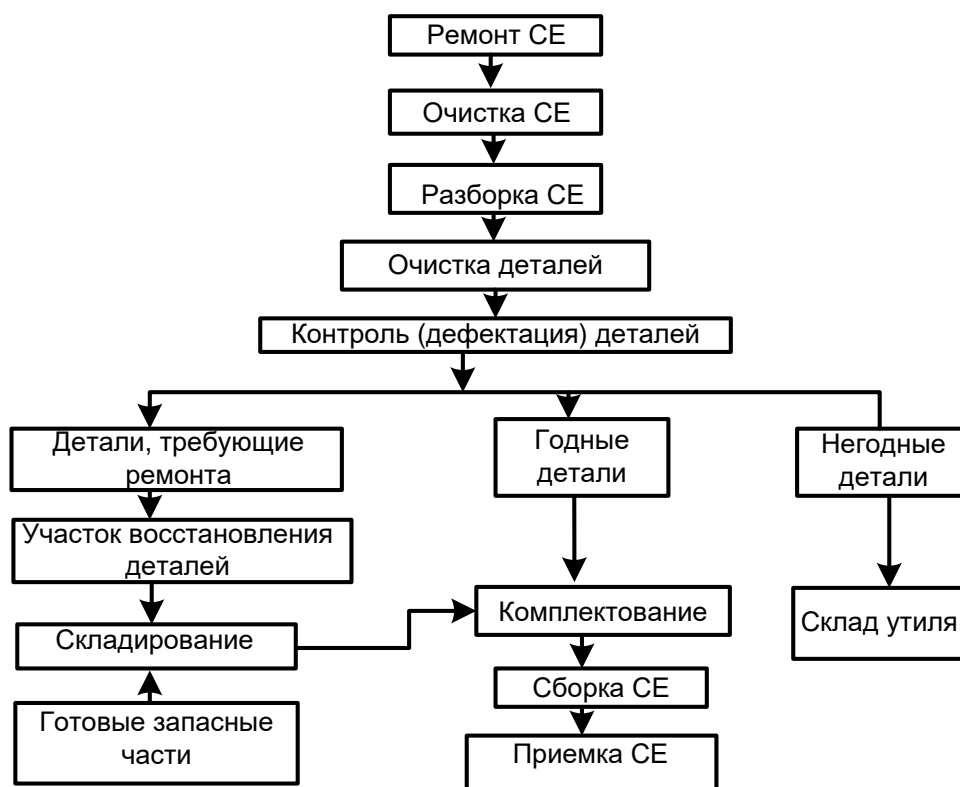 Ремонт СЕ
Очистка СЕ
Разборка СЕ
Очистка деталей
Контроль (дефектация) деталей
Детали, требующие
ремонта
Годные
детали
Негодные
детали
Участок восстановления
деталей
Складирование
Комплектование
Склад утиля
Готовые запасные
части
Сборка СЕ
Приемка СЕ